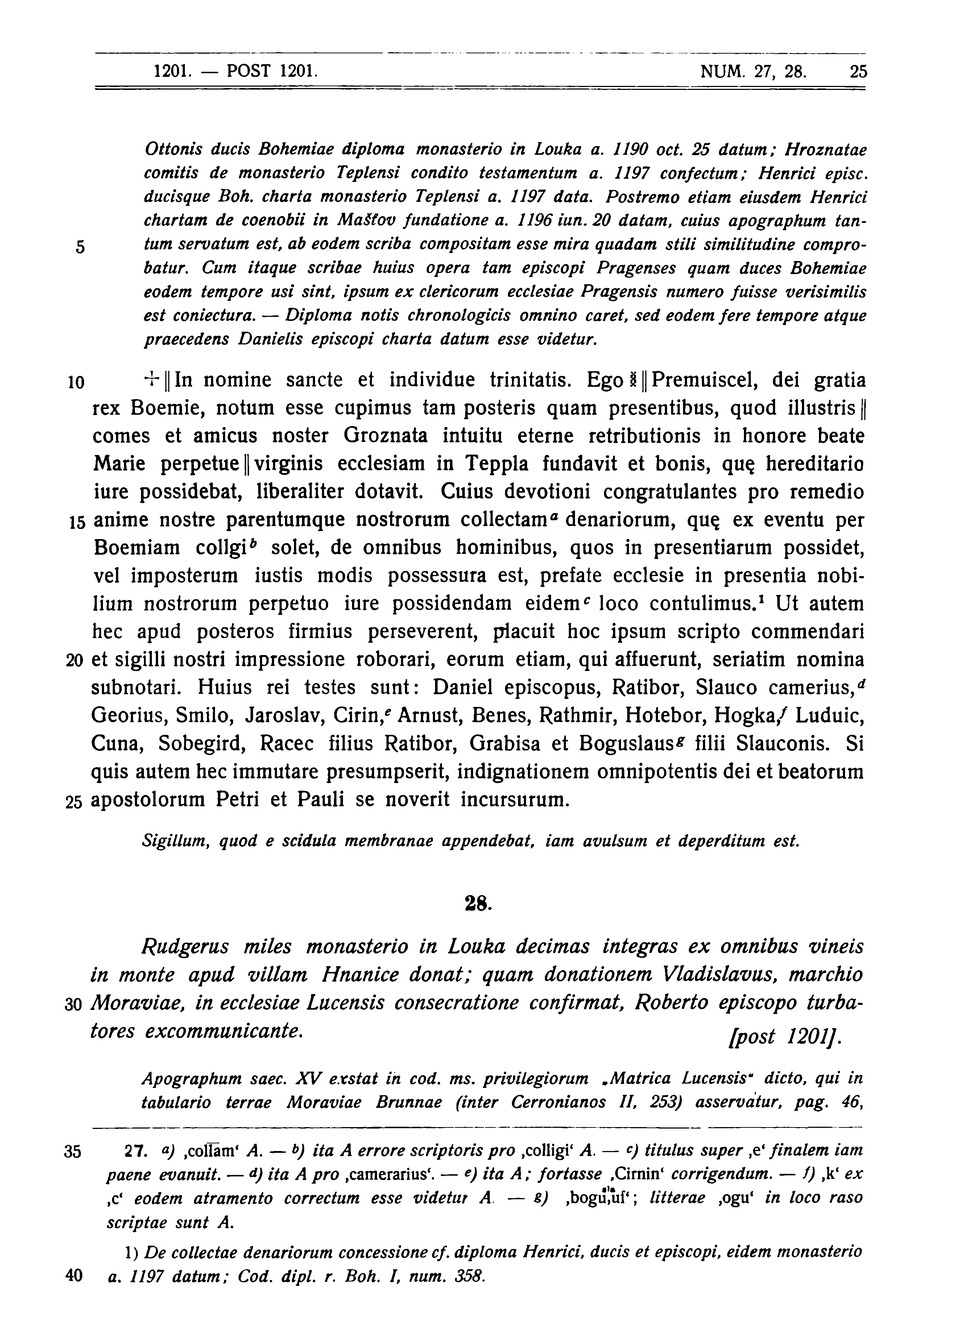 1201. — POST 1201. NUM. 27, 28. 25
Ottonis ducis Bohemiae diploma monasterio in Louka a. 1190 oct. 25 datum; Hroznatae
comitis de monasterio Teplensi condito testamentum a. 1197 confectum; Henrici episc.
ducisque Boh. charta monasterio Teplensi a. 1197 data. Postremo etiam eiusdem Henrici
chartam de coenobii in Mašťov fundatione a. 1196 iun. 20 datam, cuius apographum tan-
5 tum servatum est, ab eodem scriba compositam esse mira quadam stili similitudine compro-
batur. Cum itaque scribae huius opera tam episcopi Pragenses quam duces Bohemiae
eodem tempore usi sint, ipsum ex clericorum ecclesiae Pragensis numero fuisse verisimilis
est coniectura. — Diploma notis chronologicis omnino caret, sed eodem fere tempore atque
praecedens Danielis episcopi charta datum esse videtur.
10 ∻‖In nomine sancte et individue trinitatis. Ego §‖Premuiscel, dei gratia
rex Boemie, notum esse cupimus tam posteris quam presentibus, quod illustris‖
comes et amicus noster Groznata intuitu eterne retributionis in honore beate
Marie perpetue‖virginis ecclesiam in Teppla fundavit et bonis, quę hereditario
iure possidebat, liberaliter dotavit. Cuius devotioni congratulantes pro remedio
15 anime nostre parentumque nostrorum collectam a denariorum, quę ex eventu per
Boemiam collgi b solet, de omnibus hominibus, quos in presentiarum possidet,
vel imposterum iustis modis possessura est, prefate ecclesie in presentia nobi-
lium nostrorum perpetuo iure possidendam eidem c loco contulimus.¹ Ut autem
hec apud posteros firmius perseverent, placuit hoc ipsum scripto commendari
20 et sigilli nostri impressione roborari, eorum etiam, qui affuerunt, seriatim nomina
subnotari. Huius rei testes sunt: Daniel episcopus, Ratibor, Slauco camerius, d
Georius, Smilo, Jaroslav, Cirin, e Arnust, Benes, Rathmir, Hotebor, Hogka f Luduic,
Cuna, Sobegird, Racec filius Ratibor, Grabisa et Boguslaus g filii Slauconis. Si
quis autem hec immutare presumpserit, indignationem omnipotentis dei et beatorum
25 apostolorum Petri et Pauli se noverit incursurum.
Sigillum, quod e scidula membranae appendebat, iam avulsum et deperditum est.
28.
Rudgerus miles monasterio in Louka decimas integras ex omnibus vineis
in monte apud villam Hnanice donat; quam donationem Vladislavus, marchio
30 Moraviae, in ecclesiae Lucensis consecratione confirmat, Roberto episcopo turba-
tores excommunicante. [post 1201].
Apographum saec. XV exstat in cod. ms. privilegiorum „Matrica Lucensis“ dicto, qui in
tabulario terrae Moraviae Brunnae (inter Cerronianos II, 253) asservatur, pag. 46,
35 27. a) ‚coll̄am‘ A. — b) ita A errore scriptoris pro ‚colligi‘ A. — c) titulus super ‚e‘ finalem iam
paene evanuit. — d) ita A pro ‚camerarius‘. — e) ita A; fortasse ‚Cirnin‘ corrigendum. — f) ‚k‘ ex
‚c‘ eodem atramento correctum esse videtur A. — g) ; litterae ‚ogu‘ in loco raso
scriptae sunt A.
1) De collectae denariorum concessione cf. diploma Henrici, ducis et episcopi, eidem monasterio
40 a. 1197 datum; Cod. dipl. r. Boh. I, num. 358.